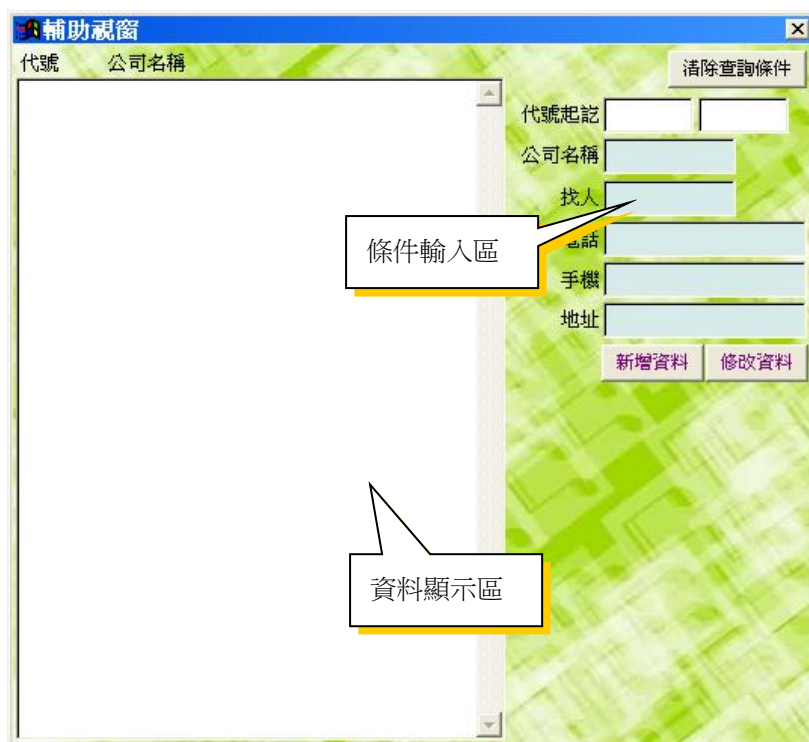 輔助視窗
代號 公司名稱
清除查詢條件
代號起訖
公司名稱
找人
條件輸入區
電話
手機
地址
新增資料 修改資料
資料顯示區